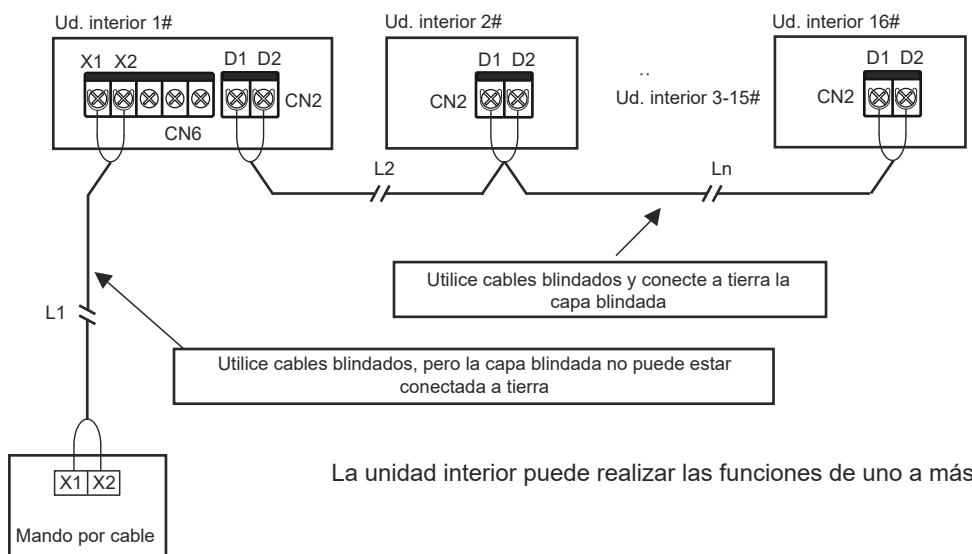 Ud. interior 1#
Ud. interior 2#
Ud. interior 16#
X1 X2
D1 D2
CN2
CN6
D1 D2
CN2
..
Ud. interior 3-15#
D1 D2
CN2
L2
Ln
Utilice cables blindados y conecte a tierra la
capa blindada
L1
Utilice cables blindados, pero la capa blindada no puede estar
conectada a tierra
La unidad interior puede realizar las funciones de uno a más
X1 X2
Mando por cable